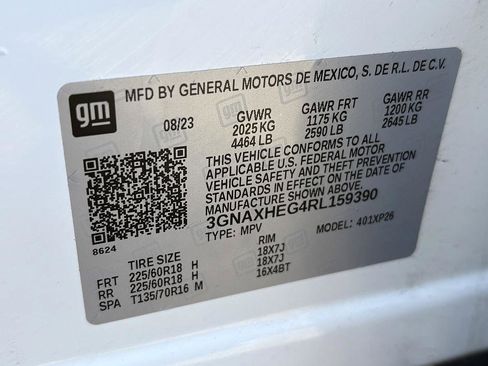 gm
MFD BY GENERAL MOTORS DE MEXICO, S. DE R.L. DE C.V.
08/23 GVWR GAWR FRT GAWR RR
2025 KG 1175 KG 1200 KG
4464 LB 2590 LB 2645 LB
THIS VEHICLE CONFORMS TO ALL
APPLICABLE U.S. FEDERAL MOTOR
VEHICLE SAFETY AND THEFT PREVENTION
STANDARDS IN EFFECT ON THE DATE OF
MANUFACTURE SHOWN ABOVE.
3GNAXHEG4RL159390
TYPE: MPV MODEL: 401XP26
8624
TIRE SIZE RIM
FRT 225/60R18 H 18X7J
RR 225/60R18 H 18X7J
SPA T135/70R16 M 16X4BT